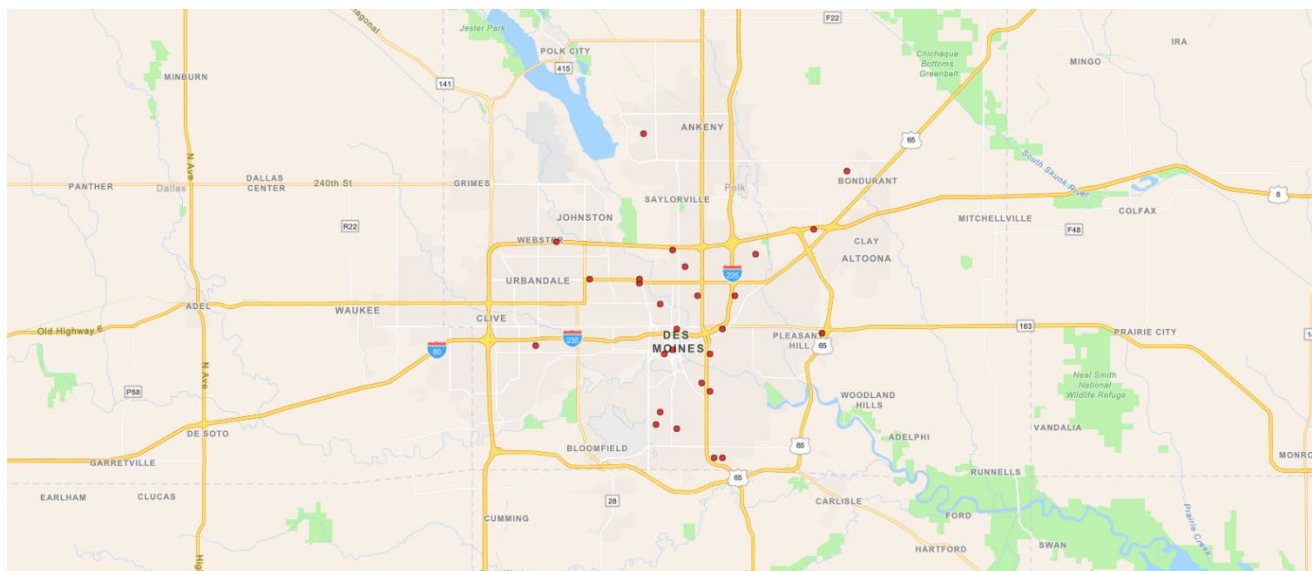 Jester Park
F22
IRA
POLK CITY
Chichaque
Bottoms
Greenbelt
MINGO
Diagonal
415
MINBURN
141
ANKENY
65
N Ave
South Skunk River
PANTHER
Dallas
DALLAS
CENTER
240th St
GRIMES
Polk
BONDURANT
SAYLORVILLE
6
COLFAX
R22
JOHNSTON
MITCHELLVILLE
F48
WEBSTER
CLAY
ALTOONA
URBANDALE
235
ADEL
WAUKEE
CLIVE
Old Highway 6
163
PRAIRIE CITY
80
235
DES
MOINES
PLEASANT
HILL
65
N Ave
P58
WOODLAND
HILLS
Neal Smith
National
Wildlife Refuge
DE SOTO
BLOOMFIELD
65
ADELPHI
VANDALIA
GARRETVILLE
MONRO
65
RUNNELLS
EARLHAM
CLUCAS
28
CARLISLE
CUMMING
FORD
Prairie Creek
SWAN
HARTFORD